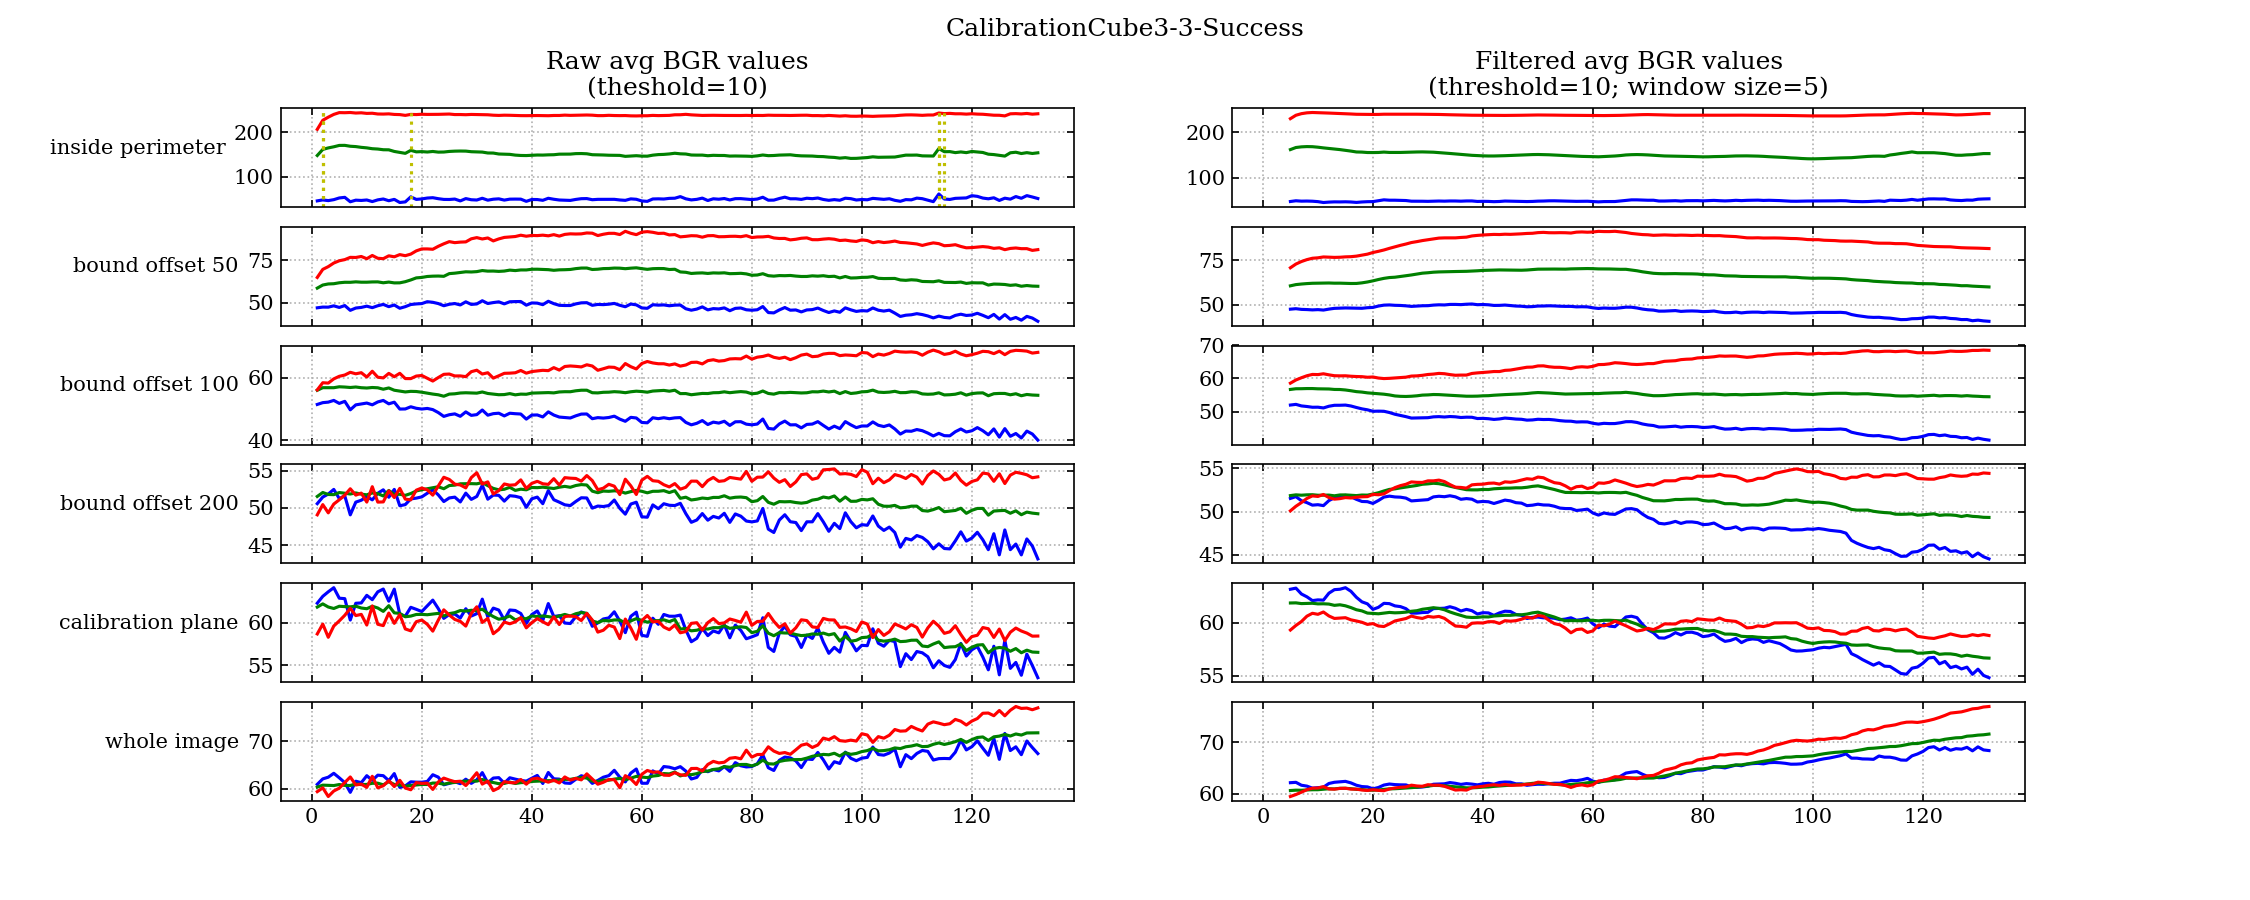 CalibrationCube3-3-Success
Raw avg BGR values
(theshold=10)
Filtered avg BGR values
(threshold=10; window size=5)
inside perimeter
200
100
200
100
bound offset 50
75
50
75
50
bound offset 100
60
40
70
60
50
bound offset 200
55
50
45
55
50
45
calibration plane
60
55
60
55
whole image
70
60
70
60
0 20 40 60 80 100 120
0 20 40 60 80 100 120